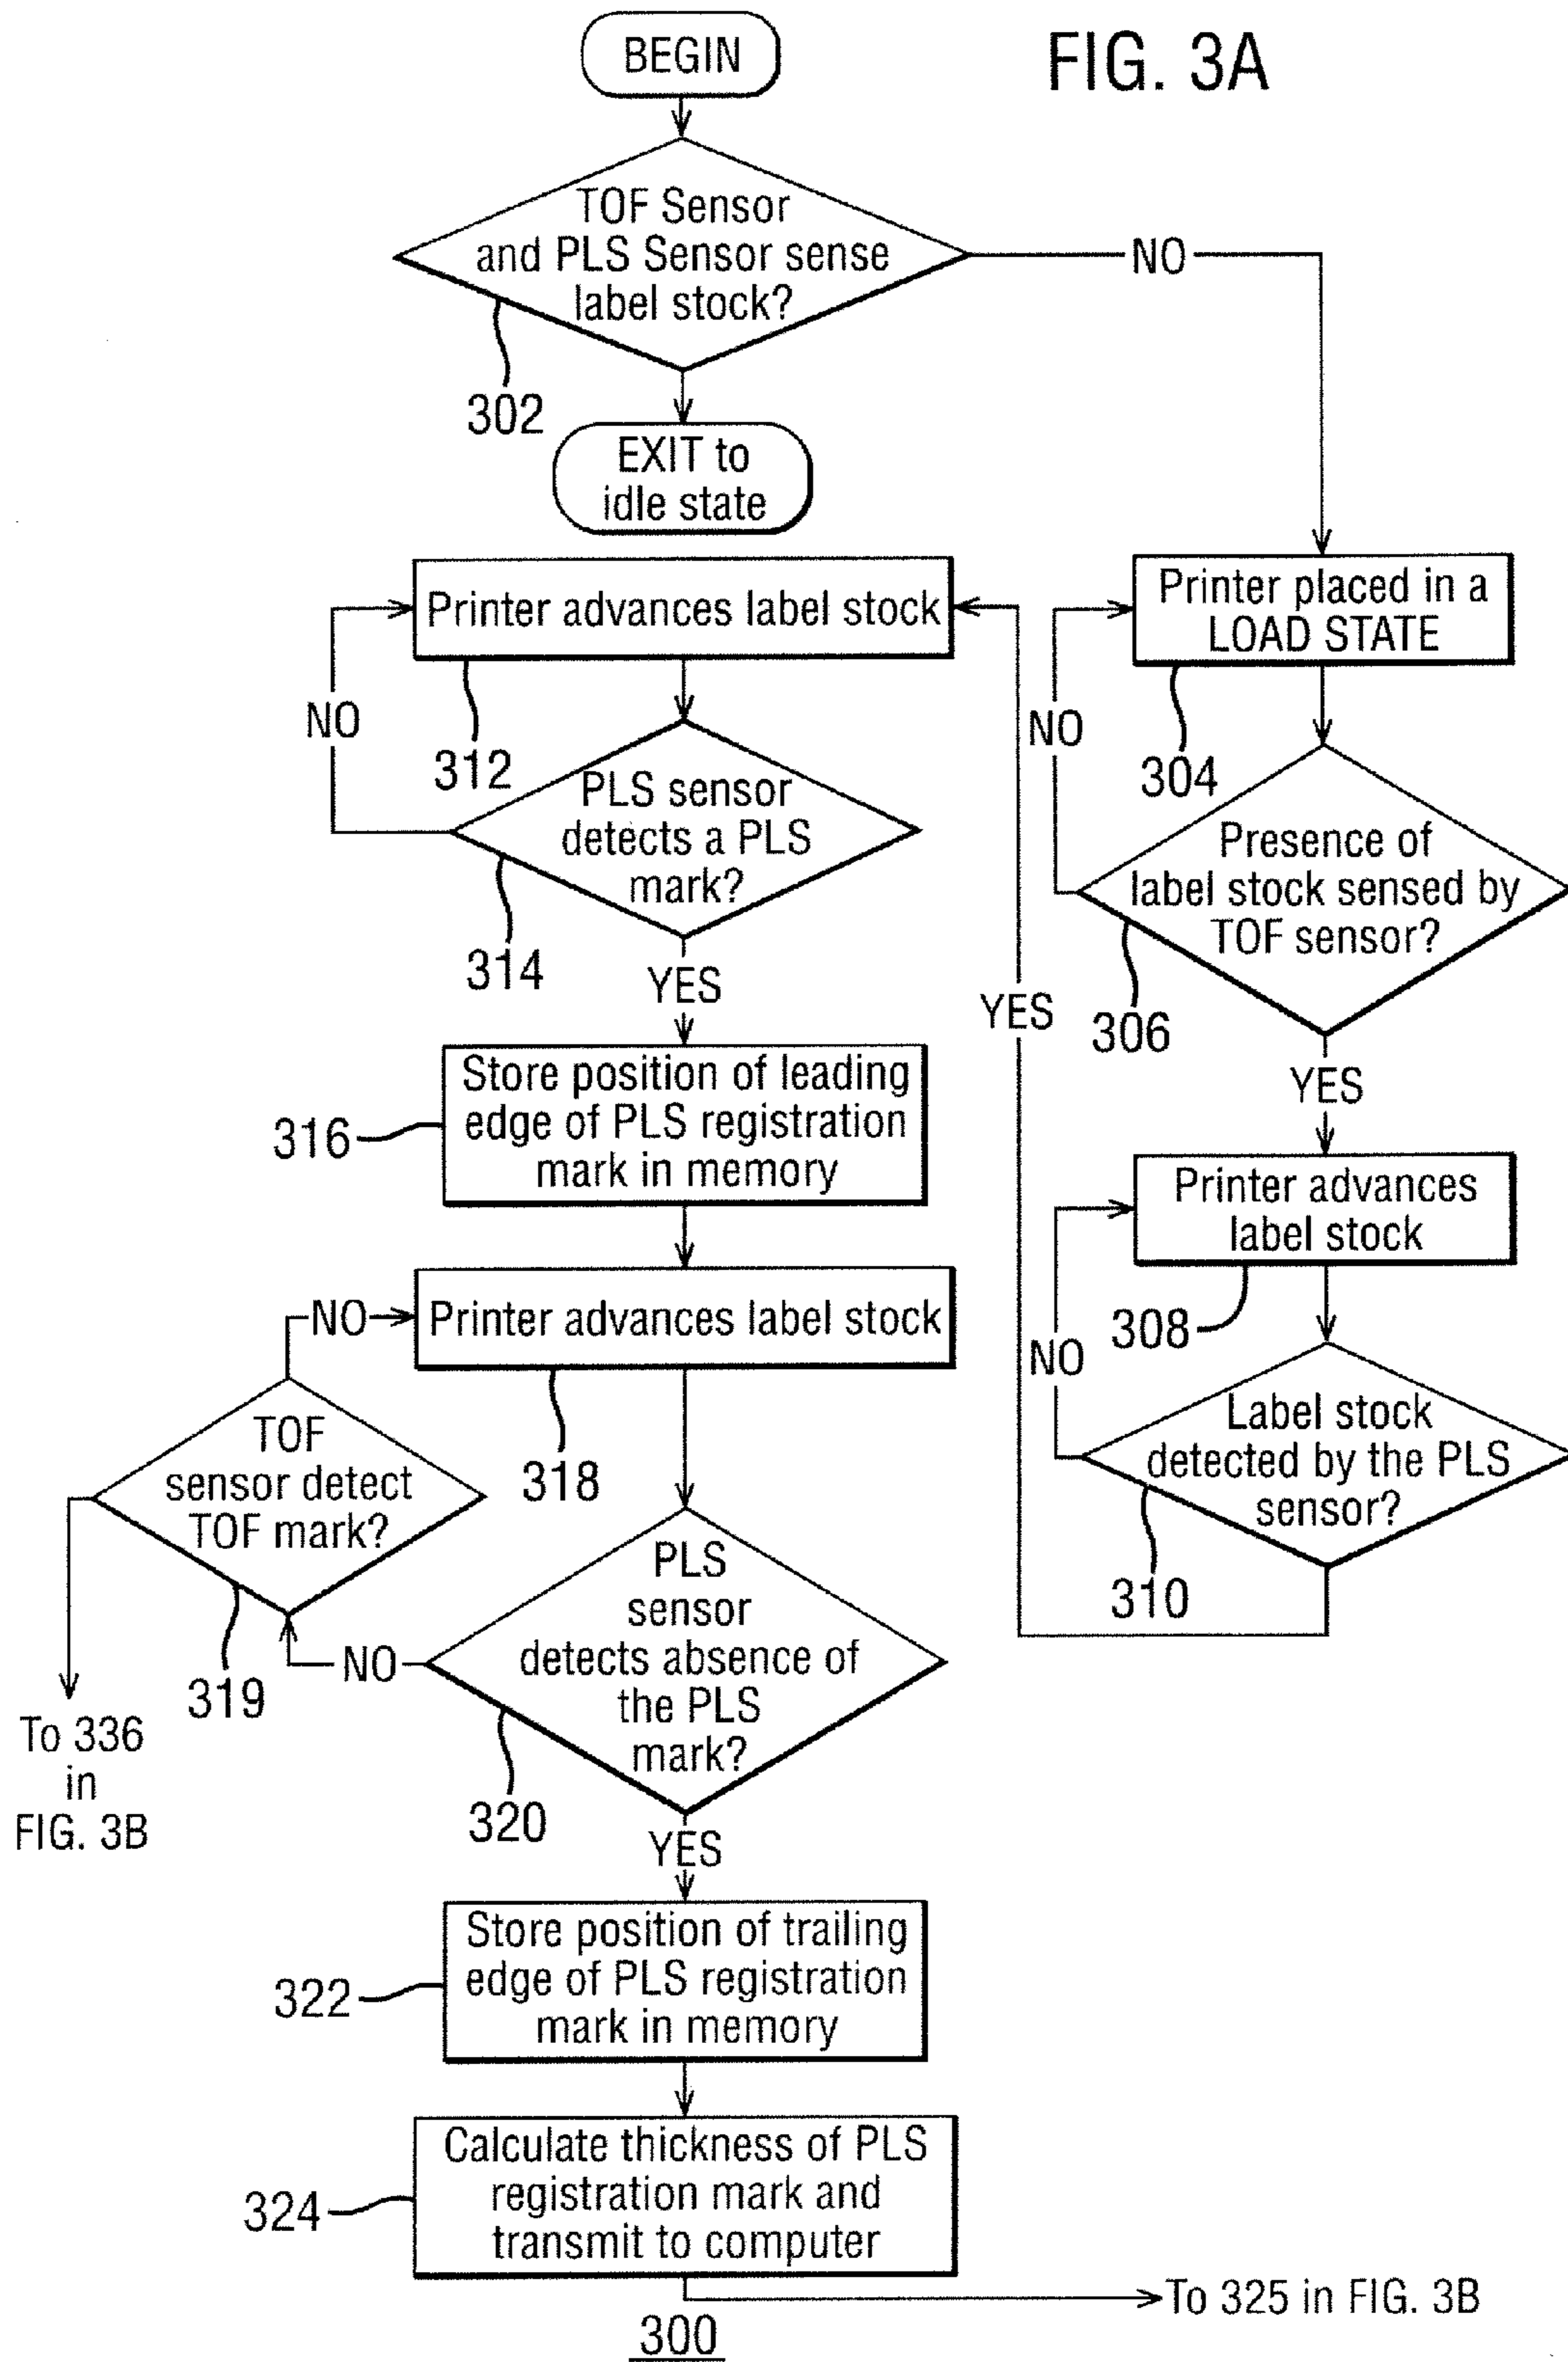 FIG. 3A
BEGIN
TOF Sensor
and PLS Sensor sense
label stock?
NO
302
EXIT to
idle state
Printer advances label stock
312
NO
PLS sensor
detects a PLS
mark?
314
YES
Store position of leading
edge of PLS registration
mark in memory
316
Printer advances label stock
318
NO
TOF
sensor detect
TOF mark?
319
To 336
in
FIG. 3B
PLS
sensor
detects absence of
the PLS
mark?
NO
320
YES
Store position of trailing
edge of PLS registration
mark in memory
322
Calculate thickness of PLS
registration mark and
transmit to computer
324
To 325 in FIG. 3B
300
Printer placed in a
LOAD STATE
304
NO
Presence of
label stock sensed by
TOF sensor?
306
YES
Printer advances
label stock
308
NO
Label stock
detected by the PLS
sensor?
310
YES